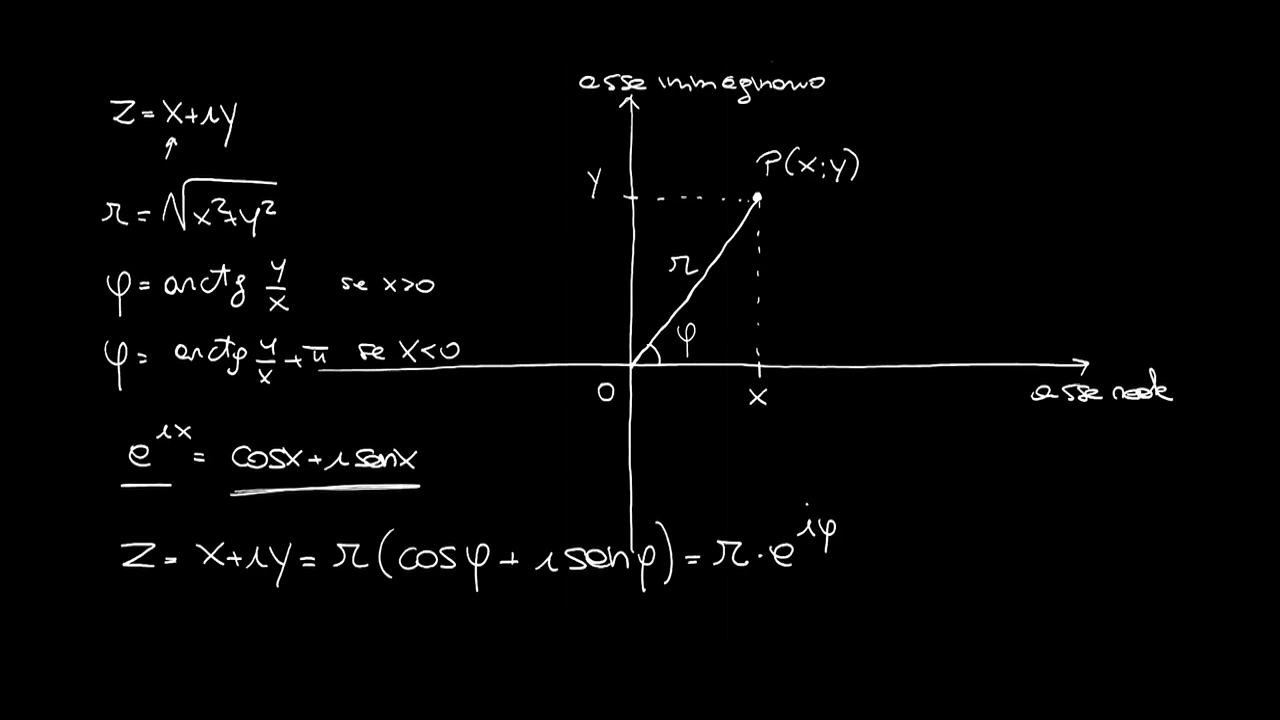 z = x+iy
r = √x²+y²
φ = arctg y/x se x>0
φ = arctg y/x + π se x<0
e^ix = cosx + i senx
z = x+iy = r(cosφ + i senφ) = r·e^iφ
asse immaginario
y
P(x;y)
r
φ
O
x
asse reale